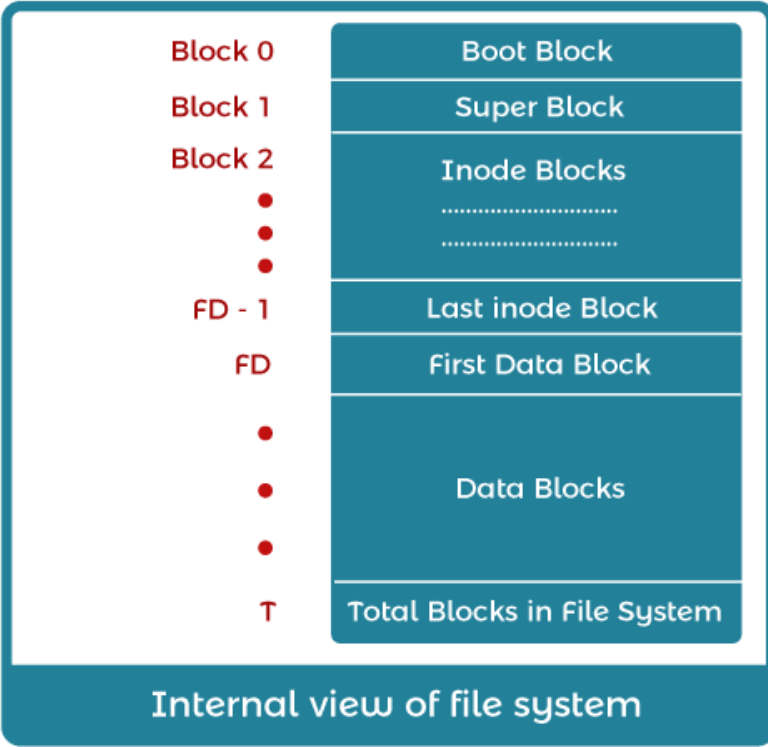 Block 0 Boot Block
Block 1 Super Block
Block 2 Inode Blocks
..............................
..............................
FD - 1 Last inode Block
FD First Data Block
Data Blocks
T Total Blocks in File System
Internal view of file system